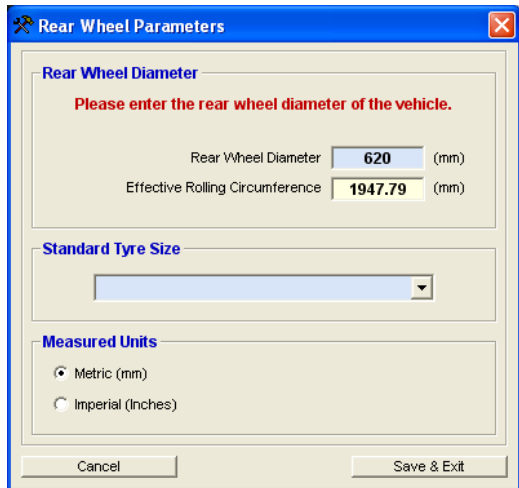 Rear Wheel Parameters
Rear Wheel Diameter
Please enter the rear wheel diameter of the vehicle.
Rear Wheel Diameter 620 (mm)
Effective Rolling Circumference 1947.79 (mm)
Standard Tyre Size
Measured Units
Metric (mm)
Imperial (Inches)
Cancel Save & Exit